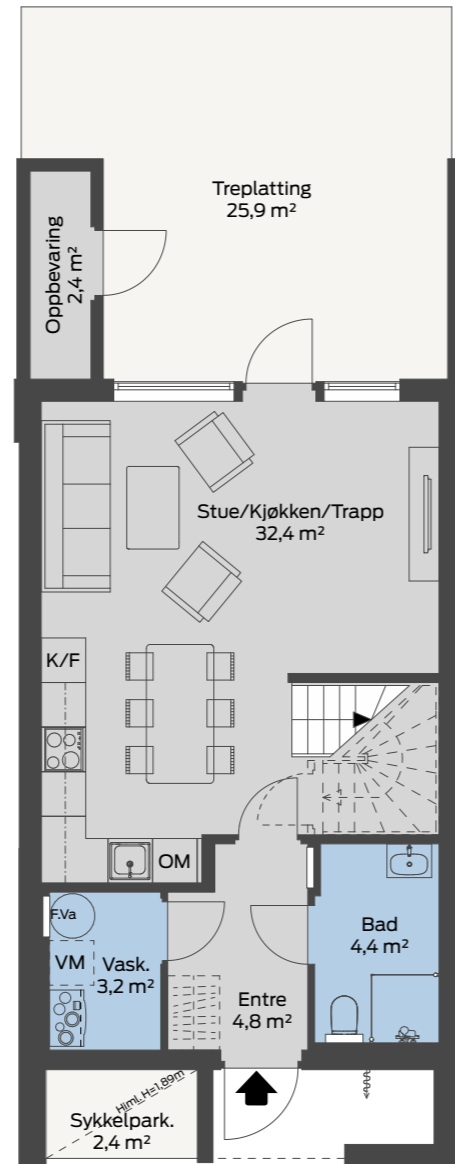 Treplatting
25,9 m²
Oppbevaring
2,4 m²
Stue/Kjøkken/Trapp
32,4 m²
K/F
OM
F.Va
VM
Vask.
3,2 m²
Bad
4,4 m²
Entre
4,8 m²
Himl. H=1,89m
Sykkelpark.
2,4 m²